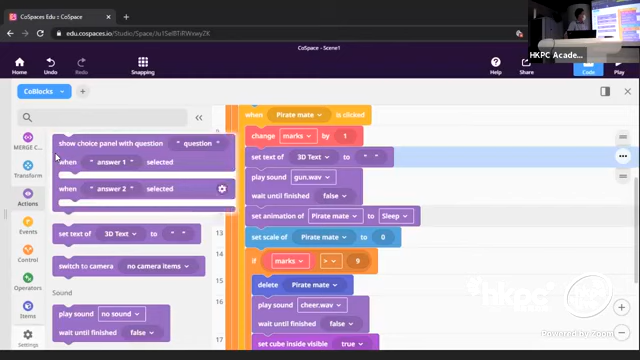 CoSpaces Edu :: CoSpace
edu.cospaces.io/Studio/Space/
HKPC Academy
Home
Undo
Redo
Snapping
CoSpace - Scene1
Help
Share
Code
Play
CoBlocks
MERGE C
Transform
Actions
Events
Control
Operators
Items
Settings
show choice panel with question " question "
when " answer 1 " selected
when " answer 2 " selected
set text of 3D Text to " "
switch to camera no camera items
Sound
play sound no sound
wait until finished false
when Pirate mate is clicked
change marks by 1
set text of 3D Text to " "
play sound gun.wav
wait until finished false
set animation of Pirate mate to Sleep
set scale of Pirate mate to 0
if marks > 9
delete Pirate mate
play sound cheer.wav
wait until finished false
set cube inside visible true
13
14
15
16
17
hkpc
Powered by Zoom